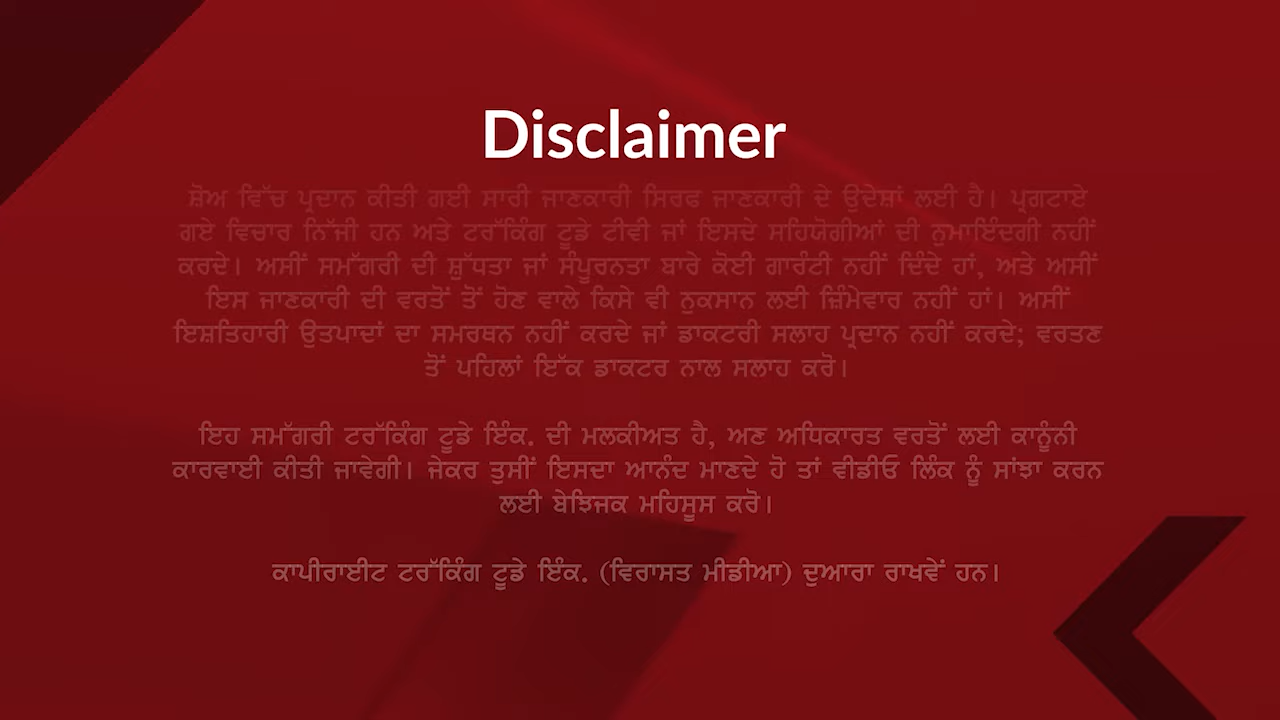 Disclaimer
ਸ਼ੋਅ ਵਿੱਚ ਪ੍ਰਦਾਨ ਕੀਤੀ ਗਈ ਸਾਰੀ ਜਾਣਕਾਰੀ ਸਿਰਫ ਜਾਣਕਾਰੀ ਦੇ ਉਦੇਸ਼ਾਂ ਲਈ ਹੈ। ਪ੍ਰਗਟਾਏ
ਗਏ ਵਿਚਾਰ ਨਿੱਜੀ ਹਨ ਅਤੇ ਟਰੱਕਿੰਗ ਟੂਡੇ ਟੀਵੀ ਜਾਂ ਇਸਦੇ ਸਹਿਯੋਗੀਆਂ ਦੀ ਨੁਮਾਇੰਦਗੀ ਨਹੀਂ
ਕਰਦੇ। ਅਸੀਂ ਸਮੱਗਰੀ ਦੀ ਸ਼ੁੱਧਤਾ ਜਾਂ ਸੰਪੂਰਨਤਾ ਬਾਰੇ ਕੋਈ ਗਾਰੰਟੀ ਨਹੀਂ ਦਿੰਦੇ ਹਾਂ, ਅਤੇ ਅਸੀਂ
ਇਸ ਜਾਣਕਾਰੀ ਦੀ ਵਰਤੋਂ ਤੋਂ ਹੋਣ ਵਾਲੇ ਕਿਸੇ ਵੀ ਨੁਕਸਾਨ ਲਈ ਜ਼ਿੰਮੇਵਾਰ ਨਹੀਂ ਹਾਂ। ਅਸੀਂ
ਇਸ਼ਤਿਹਾਰੀ ਉਤਪਾਦਾਂ ਦਾ ਸਮਰਥਨ ਨਹੀਂ ਕਰਦੇ ਜਾਂ ਡਾਕਟਰੀ ਸਲਾਹ ਪ੍ਰਦਾਨ ਨਹੀਂ ਕਰਦੇ; ਵਰਤਣ
ਤੋਂ ਪਹਿਲਾਂ ਇੱਕ ਡਾਕਟਰ ਨਾਲ ਸਲਾਹ ਕਰੋ।
ਇਹ ਸਮੱਗਰੀ ਟਰੱਕਿੰਗ ਟੂਡੇ ਇੰਕ. ਦੀ ਮਲਕੀਅਤ ਹੈ, ਅਣ ਅਧਿਕਾਰਤ ਵਰਤੋਂ ਲਈ ਕਾਨੂੰਨੀ
ਕਾਰਵਾਈ ਕੀਤੀ ਜਾਵੇਗੀ। ਜੇਕਰ ਤੁਸੀਂ ਇਸਦਾ ਆਨੰਦ ਮਾਣਦੇ ਹੋ ਤਾਂ ਵੀਡੀਓ ਲਿੰਕ ਨੂੰ ਸਾਂਝਾ ਕਰਨ
ਲਈ ਬੇਝਿਜਕ ਮਹਿਸੂਸ ਕਰੋ।
ਕਾਪੀਰਾਈਟ ਟਰੱਕਿੰਗ ਟੂਡੇ ਇੰਕ. (ਵਿਰਾਸਤ ਮੀਡੀਆ) ਦੁਆਰਾ ਰਾਖਵੇਂ ਹਨ।